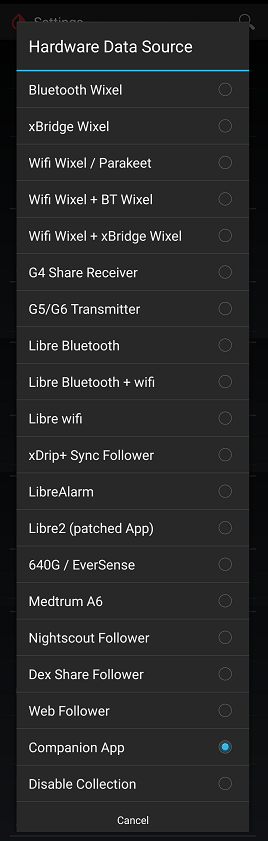 Settings
Hardware Data Source
Bluetooth Wixel
xBridge Wixel
Wifi Wixel / Parakeet
Wifi Wixel + BT Wixel
Wifi Wixel + xBridge Wixel
G4 Share Receiver
G5/G6 Transmitter
Libre Bluetooth
Libre Bluetooth + wifi
Libre wifi
xDrip+ Sync Follower
LibreAlarm
Libre2 (patched App)
640G / EverSense
Medtrum A6
Nightscout Follower
Dex Share Follower
Web Follower
Companion App
Disable Collection
Cancel